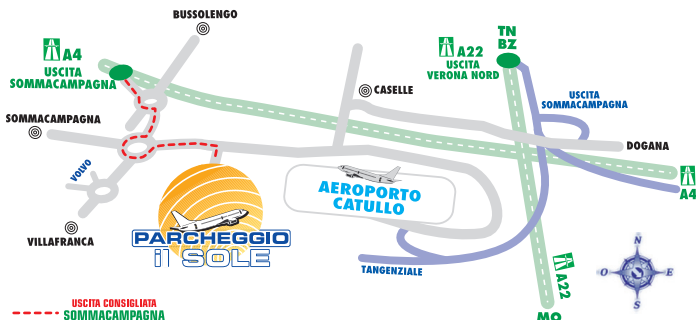 BUSSOLENGO
A4
USCITA
SOMMACAMPAGNA
A22
USCITA
VERONA NORD
TN
BZ
CASELLE
USCITA
SOMMACAMPAGNA
SOMMACAMPAGNA
DOGANA
VOLVO
A4
AEROPORTO
CATULLO
VILLAFRANCA
PARCHEGGIO
il SOLE
TANGENZIALE
A22
N
O E
S
USCITA CONSIGLIATA
SOMMACAMPAGNA
MO